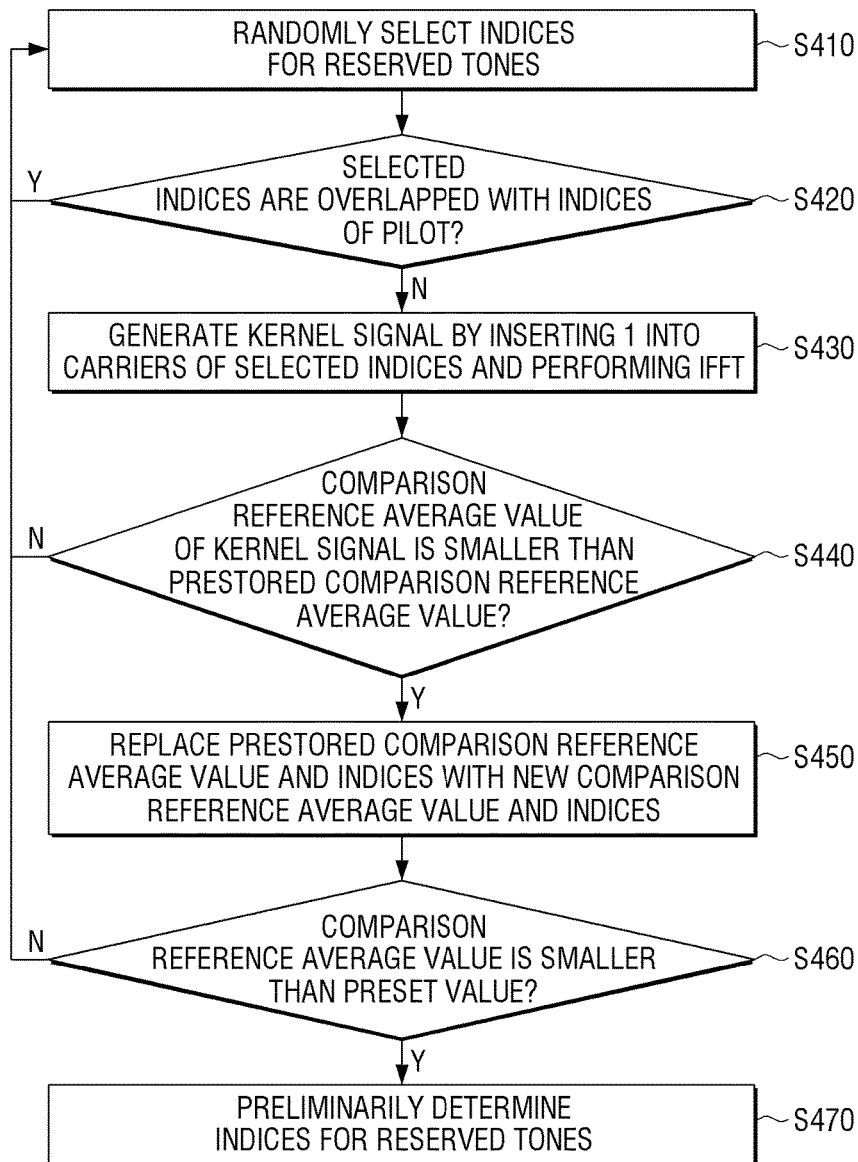 RANDOMLY SELECT INDICES
FOR RESERVED TONES
S410
SELECTED
INDICES ARE OVERLAPPED WITH INDICES
OF PILOT?
Y
S420
N
GENERATE KERNEL SIGNAL BY INSERTING 1 INTO
CARRIERS OF SELECTED INDICES AND PERFORMING IFFT
S430
COMPARISON
REFERENCE AVERAGE VALUE
OF KERNEL SIGNAL IS SMALLER THAN
PRESTORED COMPARISON REFERENCE
AVERAGE VALUE?
N
S440
Y
REPLACE PRESTORED COMPARISON REFERENCE
AVERAGE VALUE AND INDICES WITH NEW COMPARISON
REFERENCE AVERAGE VALUE AND INDICES
S450
COMPARISON
REFERENCE AVERAGE VALUE IS SMALLER
THAN PRESET VALUE?
N
S460
Y
PRELIMINARILY DETERMINE
INDICES FOR RESERVED TONES
S470